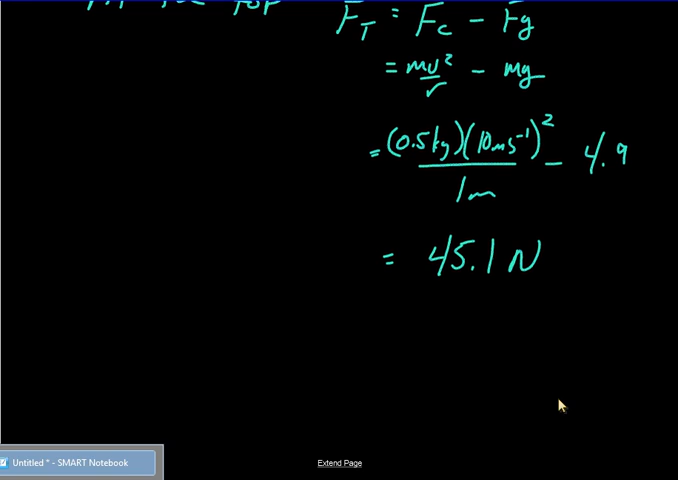 F_T = F_c - Fg
= mv² / r - mg
= (0.5kg)(10ms⁻¹)² / 1m - 4.9
= 45.1 N
Untitled * - SMART Notebook
Extend Page